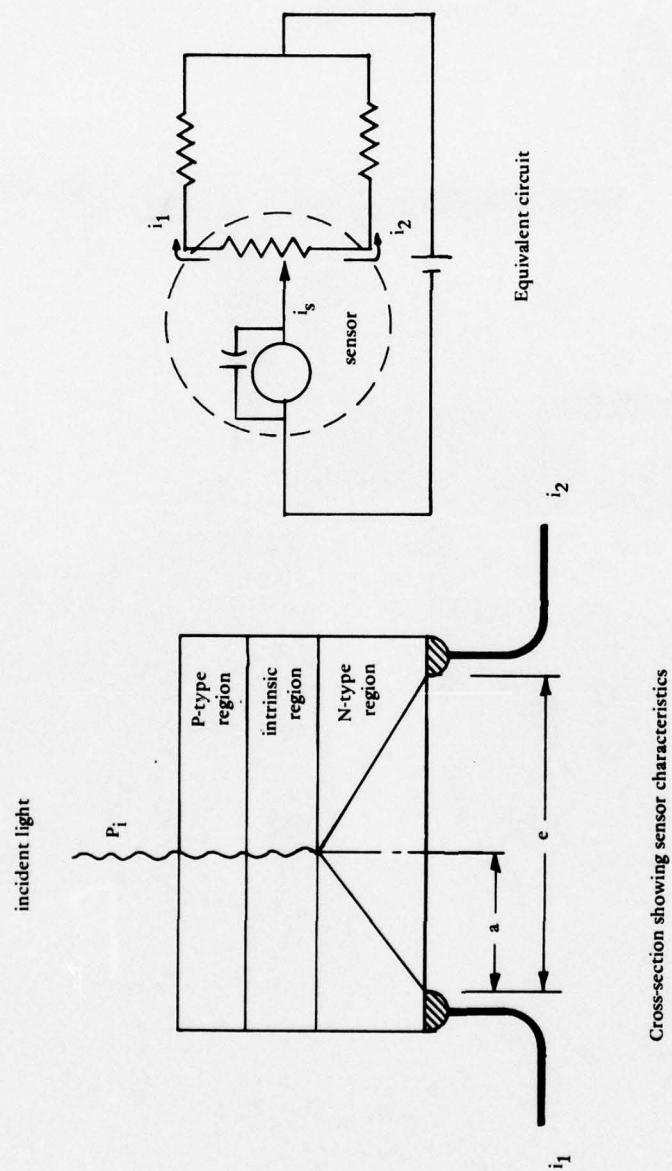 incident light
P_i
P-type
region
intrinsic
region
N-type
region
a
e
i_1
i_2
Cross-section showing sensor characteristics
i_1
i_s
sensor
i_2
Equivalent circuit